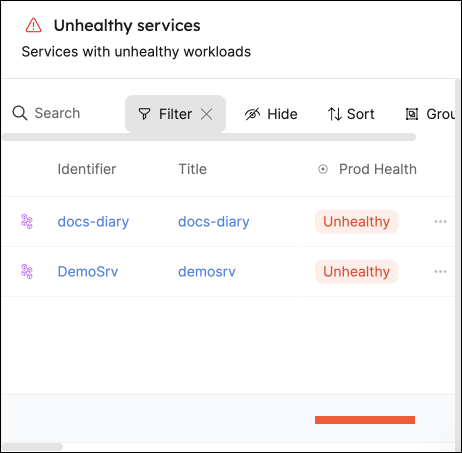 Unhealthy services
Services with unhealthy workloads
Search Filter Hide Sort Grou
Identifier Title Prod Health
docs-diary docs-diary Unhealthy
DemoSrv demosrv Unhealthy